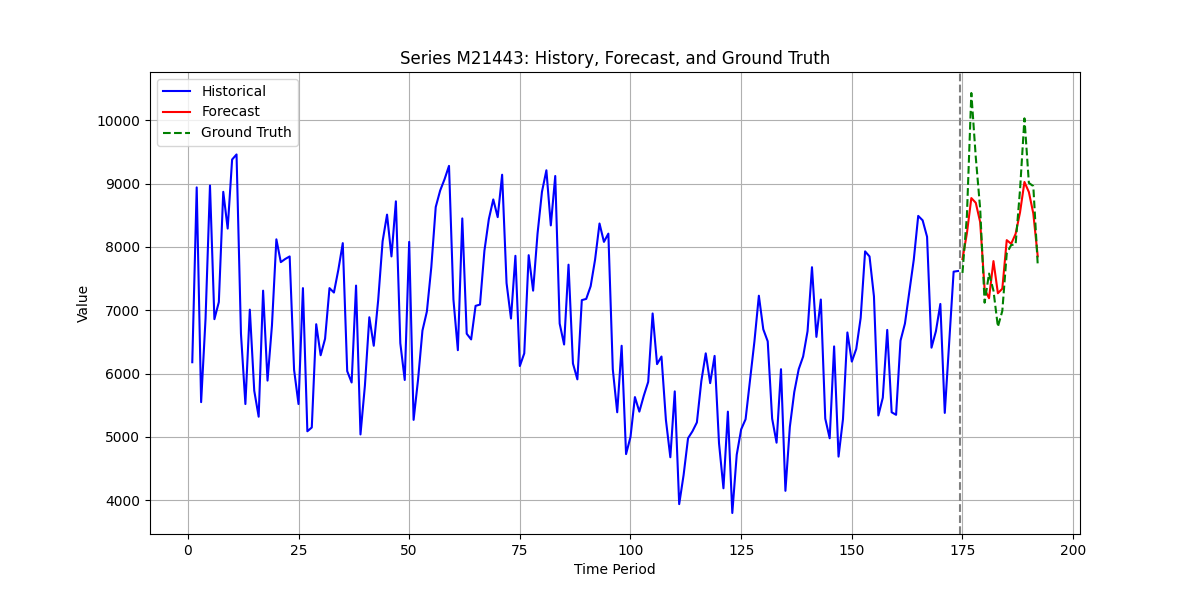 Series M21443: History, Forecast, and Ground Truth
Historical
Forecast
Ground Truth
10000
9000
8000
7000
6000
5000
4000
Value
0 25 50 75 100 125 150 175 200
Time Period